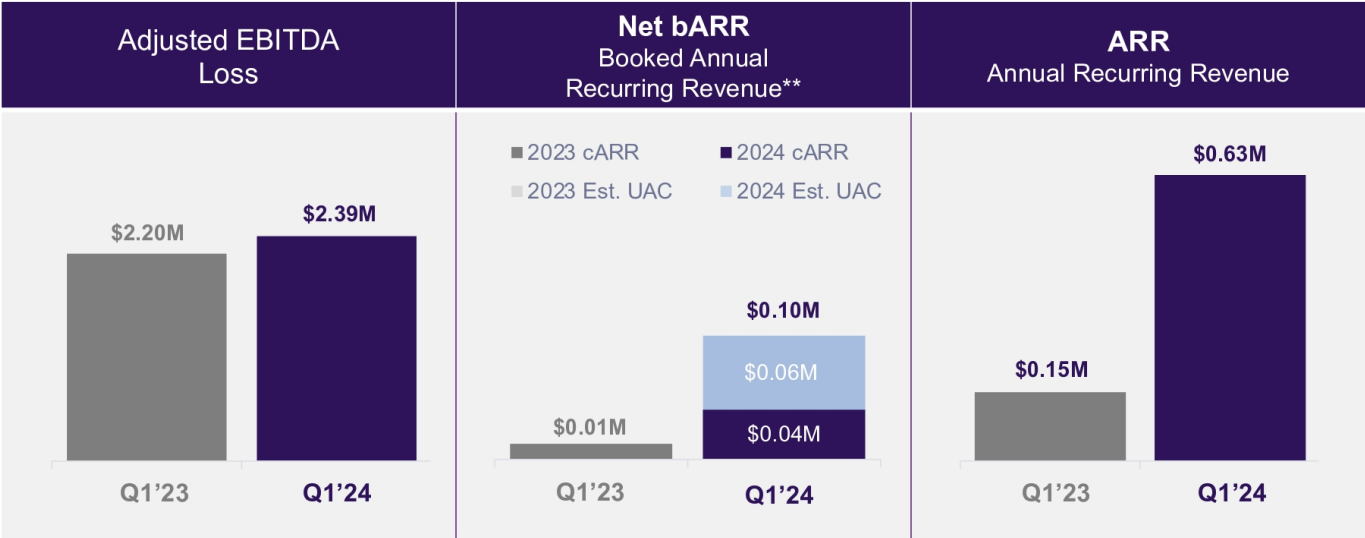 Adjusted EBITDA
Loss
$2.20M
$2.39M
Q1’23
Q1’24
Net bARR
Booked Annual
Recurring Revenue**
2023 cARR
2024 cARR
2023 Est. UAC
2024 Est. UAC
$0.10M
$0.06M
$0.01M
$0.04M
Q1’23
Q1’24
ARR
Annual Recurring Revenue
$0.63M
$0.15M
Q1’23
Q1’24